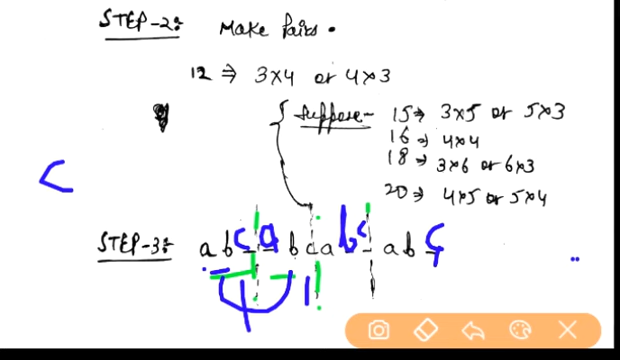 STEP-2: Make Pairs.
12 ⇒ 3×4 or 4×3
Suppose- 15⇒ 3×5 or 5×3
16 → 4×4
18 → 3×6 or 6×3
20 ⇒ 4×5 or 5×4
STEP-3: a b c a b c a b c a b c